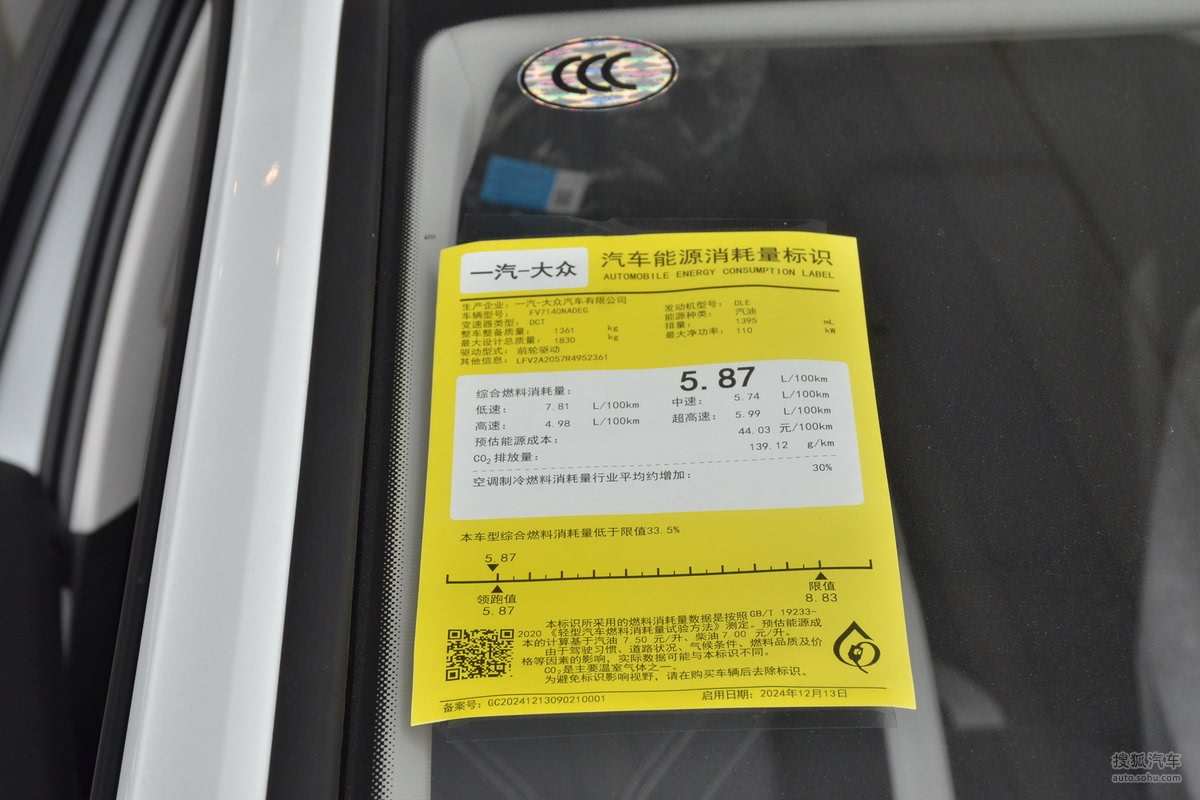 CCC
一汽-大众
汽车能源消耗量标识
AUTOMOBILE ENERGY CONSUMPTION LABEL
生产企业：一汽-大众汽车有限公司
车辆型号： FV7140NADEG
变速器类型： DCT
整车整备质量： 1361 kg
最大设计总质量： 1830 kg
驱动型式： 前轮驱动
其他信息： LFV2A2057R4952361
发动机型号： DLE
能源种类： 汽油
排量： 1395 mL
最大净功率： 110 kW
综合燃料消耗量： 5.87 L/100km
低速： 7.81 L/100km 中速： 5.74 L/100km
高速： 4.98 L/100km 超高速： 5.99 L/100km
预估能源成本： 44.03 元/100km
CO₂排放量： 139.12 g/km
空调制冷燃料消耗量行业平均约增加： 30%
本车型综合燃料消耗量低于限值33.5%
5.87
领跑值 限值
5.87 8.83
本标识所采用的燃料消耗量数据是按照GB/T 19233-
2020《轻型汽车燃料消耗量试验方法》测定。预估能源成
本的计算基于汽油 7.50 元/升、柴油 7.00 元/升。
由于驾驶习惯、道路状况、气候条件、燃料品质及价
格等因素的影响，实际数据可能与本标识不同。
CO₂是主要温室气体之一。
为避免标识影响视野，请在购买车辆后去除标识。
备案号：GC20241213090210001 启用日期：2024年12月13日
搜狐汽车
auto.sohu.com